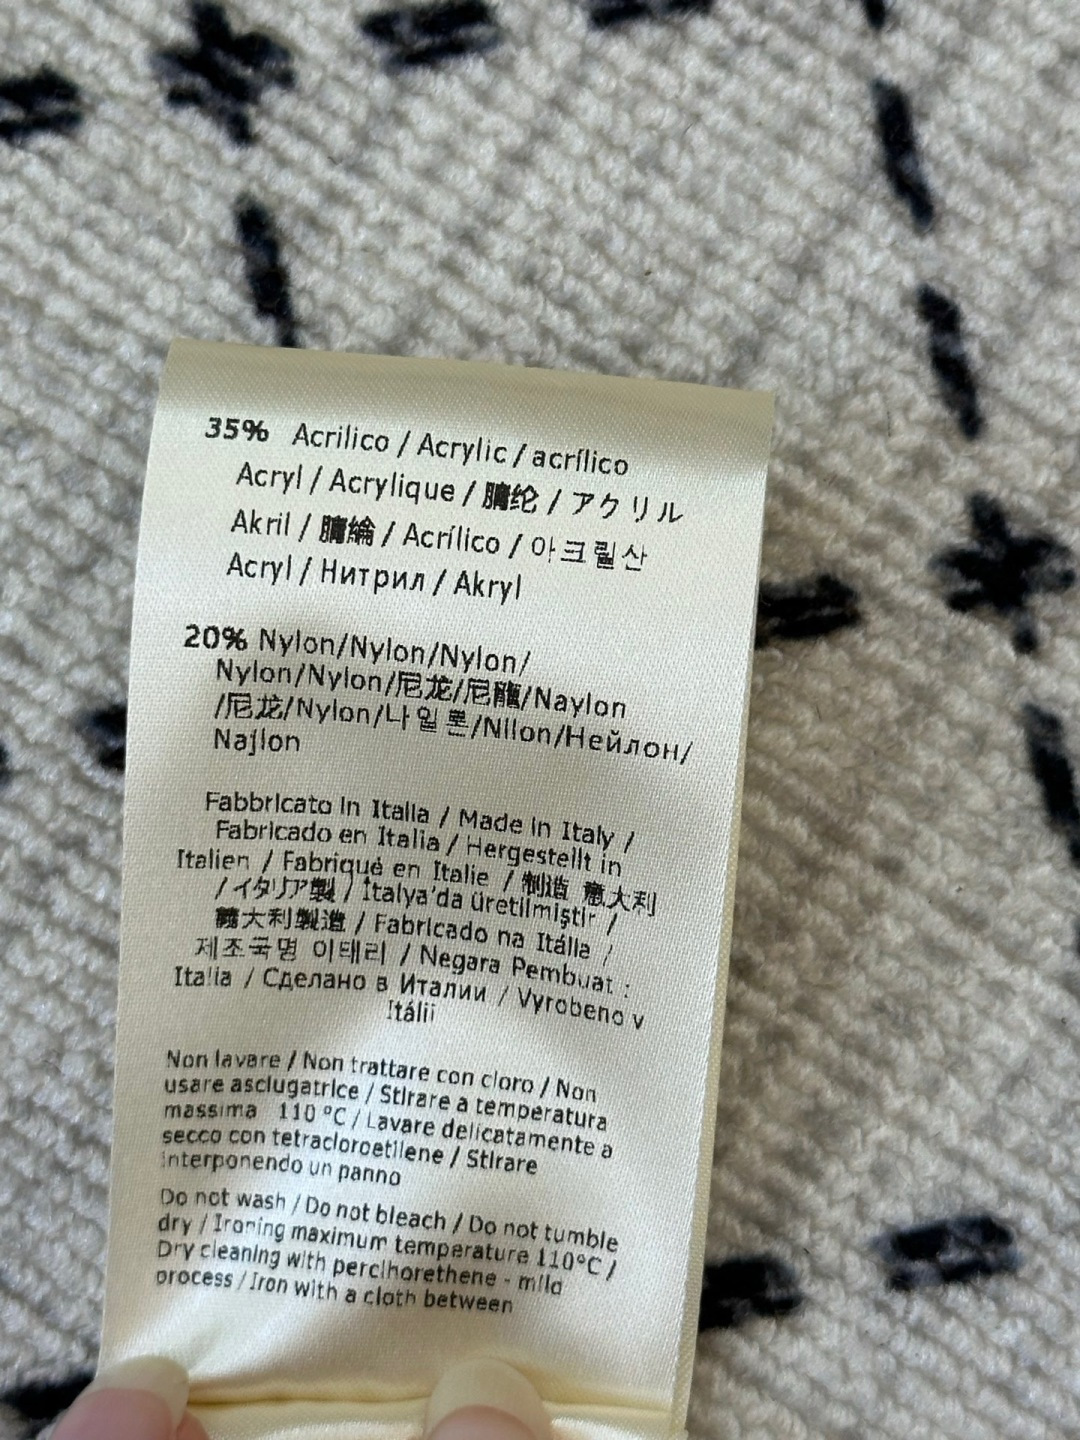 35% Acrilico / Acrylic / acrílico
Acryl / Acrylique / 腈纶 / アクリル
Akril / 腈綸 / Acrílico / 아크릴산
Acryl / Нитрил / Akryl
20% Nylon/Nylon/Nylon/
Nylon/Nylon/尼龙/尼龍/Naylon
/尼龙/Nylon/나일론/Nilon/Нейлон/
Najlon
Fabbricato in Italia / Made in Italy /
Fabricado en Italia / Hergestellt in
Italien / Fabriqué en Italie / 制造 意大利
/ イタリア製 / İtalya'da üretilmiştir /
義大利製造 / Fabricado na Itália /
제조국명 이태리 / Negara Pembuat :
Italia / Сделано в Италии / Vyrobeno v
Itálii
Non lavare / Non trattare con cloro / Non
usare asciugatrice / Stirare a temperatura
massima 110 °C / Lavare delicatamente a
secco con tetracloroetilene / Stirare
interponendo un panno
Do not wash / Do not bleach / Do not tumble
dry / Ironing maximum temperature 110°C /
Dry cleaning with perclhorethene - mild
process / Iron with a cloth between